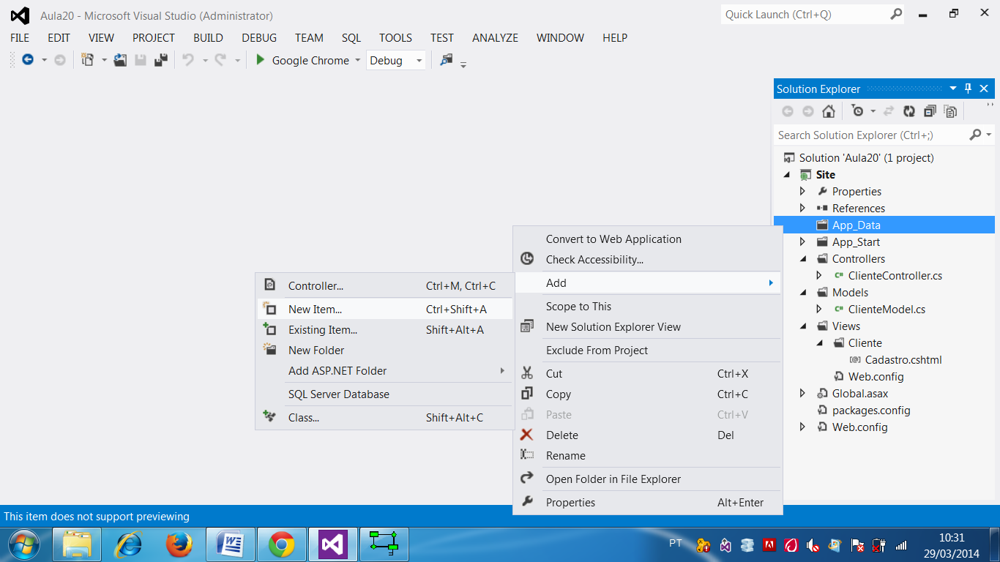 Aula20 - Microsoft Visual Studio (Administrator)
Quick Launch (Ctrl+Q)
FILE EDIT VIEW PROJECT BUILD DEBUG TEAM SQL TOOLS TEST ANALYZE WINDOW HELP
Google Chrome Debug
Solution Explorer
Search Solution Explorer (Ctrl+;)
Solution 'Aula20' (1 project)
Site
Properties
References
App_Data
App_Start
Controllers
ClienteController.cs
Models
ClienteModel.cs
Views
Cliente
Cadastro.cshtml
Web.config
Global.asax
packages.config
Web.config
Convert to Web Application
Check Accessibility...
Add
Scope to This
New Solution Explorer View
Exclude From Project
Cut Ctrl+X
Copy Ctrl+C
Paste Ctrl+V
Delete Del
Rename
Open Folder in File Explorer
Properties Alt+Enter
Controller... Ctrl+M, Ctrl+C
New Item... Ctrl+Shift+A
Existing Item... Shift+Alt+A
New Folder
Add ASP.NET Folder
SQL Server Database
Class... Shift+Alt+C
This item does not support previewing
PT
10:31
29/03/2014